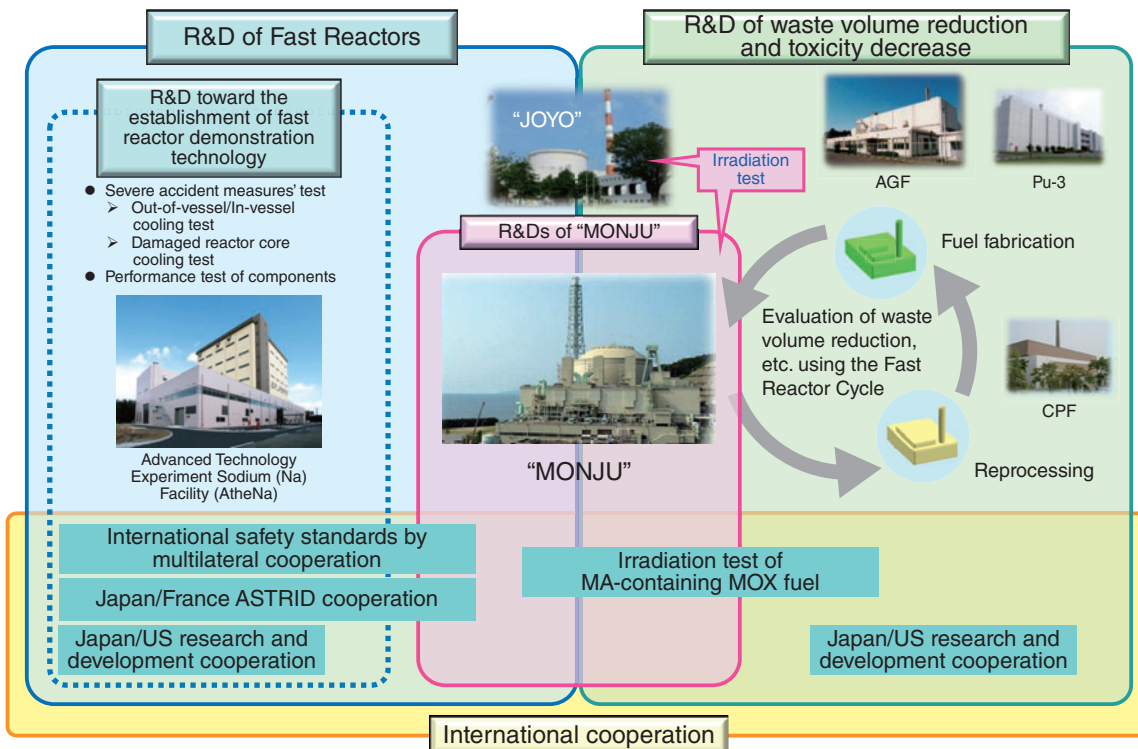 R&D of Fast Reactors
R&D of waste volume reduction
and toxicity decrease
R&D toward the
establishment of fast
reactor demonstration
technology
● Severe accident measures' test
➢ Out-of-vessel/In-vessel
cooling test
➢ Damaged reactor core
cooling test
● Performance test of components
Advanced Technology
Experiment Sodium (Na)
Facility (AtheNa)
"JOYO"
Irradiation
test
R&Ds of "MONJU"
"MONJU"
AGF
Pu-3
Fuel fabrication
Evaluation of waste
volume reduction,
etc. using the Fast
Reactor Cycle
CPF
Reprocessing
International safety standards by
multilateral cooperation
Japan/France ASTRID cooperation
Japan/US research and
development cooperation
Irradiation test of
MA-containing MOX fuel
Japan/US research and
development cooperation
International cooperation